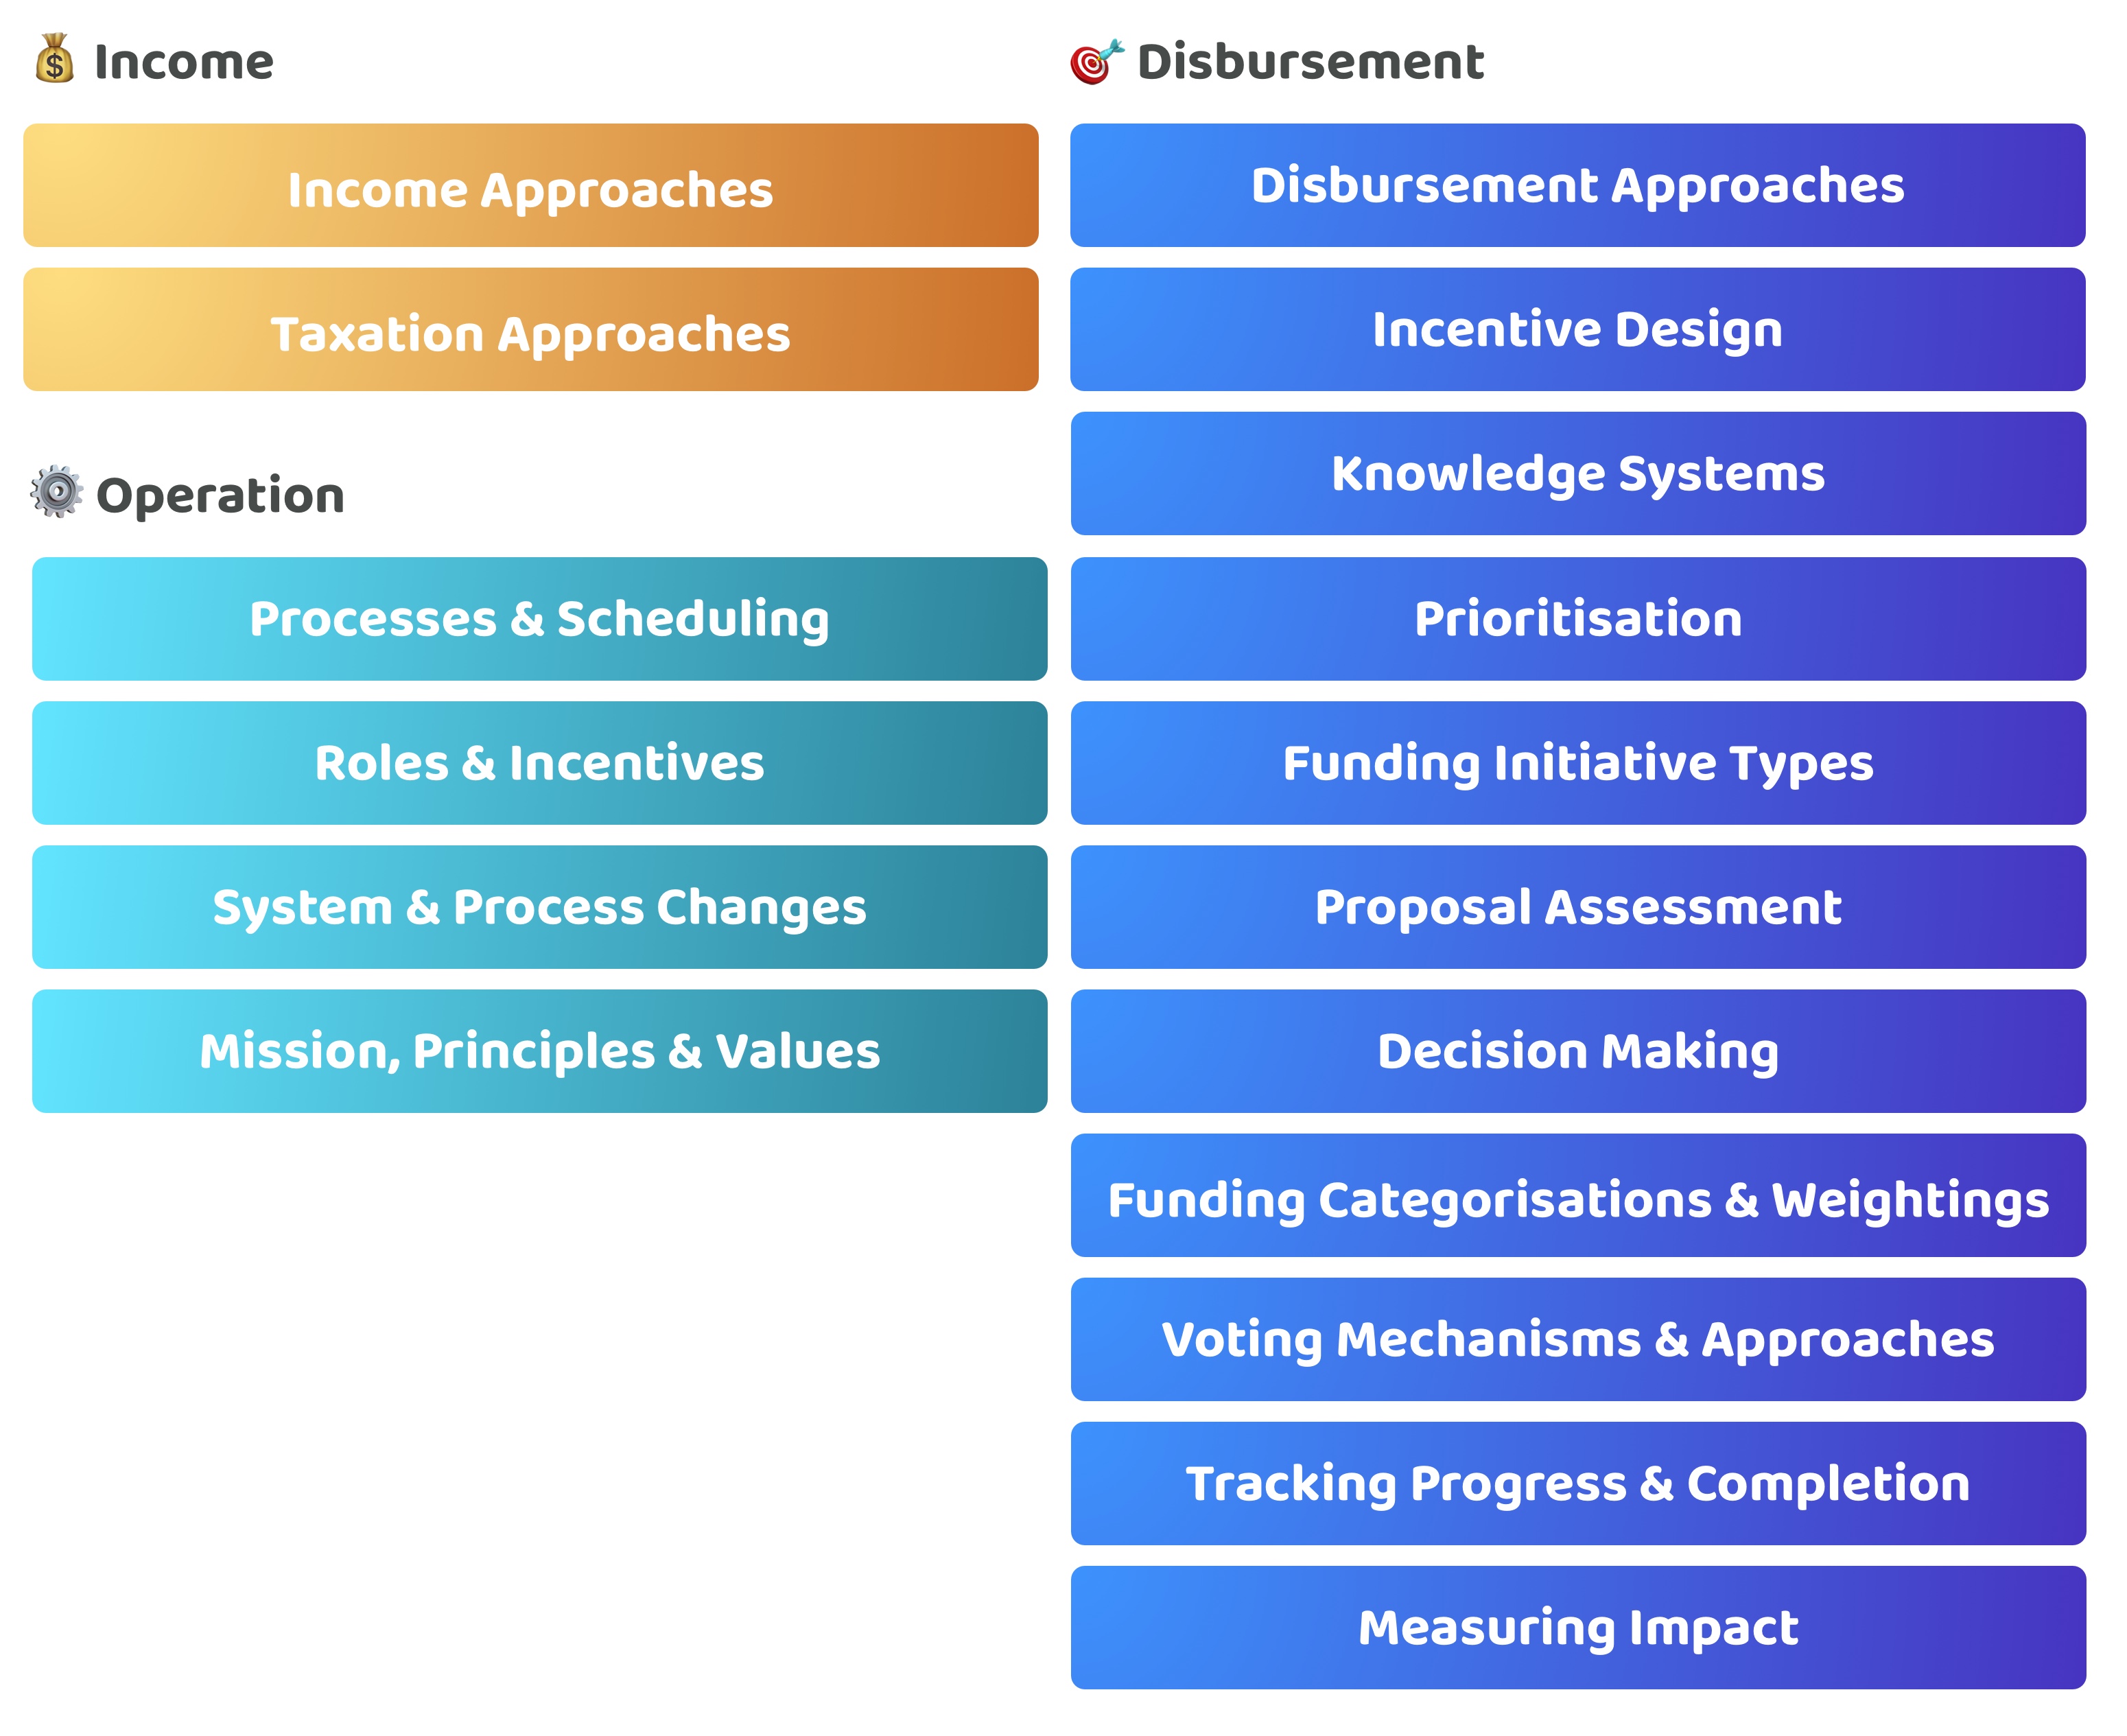 Income
Income Approaches
Taxation Approaches
Operation
Processes & Scheduling
Roles & Incentives
System & Process Changes
Mission, Principles & Values
Disbursement
Disbursement Approaches
Incentive Design
Knowledge Systems
Prioritisation
Funding Initiative Types
Proposal Assessment
Decision Making
Funding Categorisations & Weightings
Voting Mechanisms & Approaches
Tracking Progress & Completion
Measuring Impact